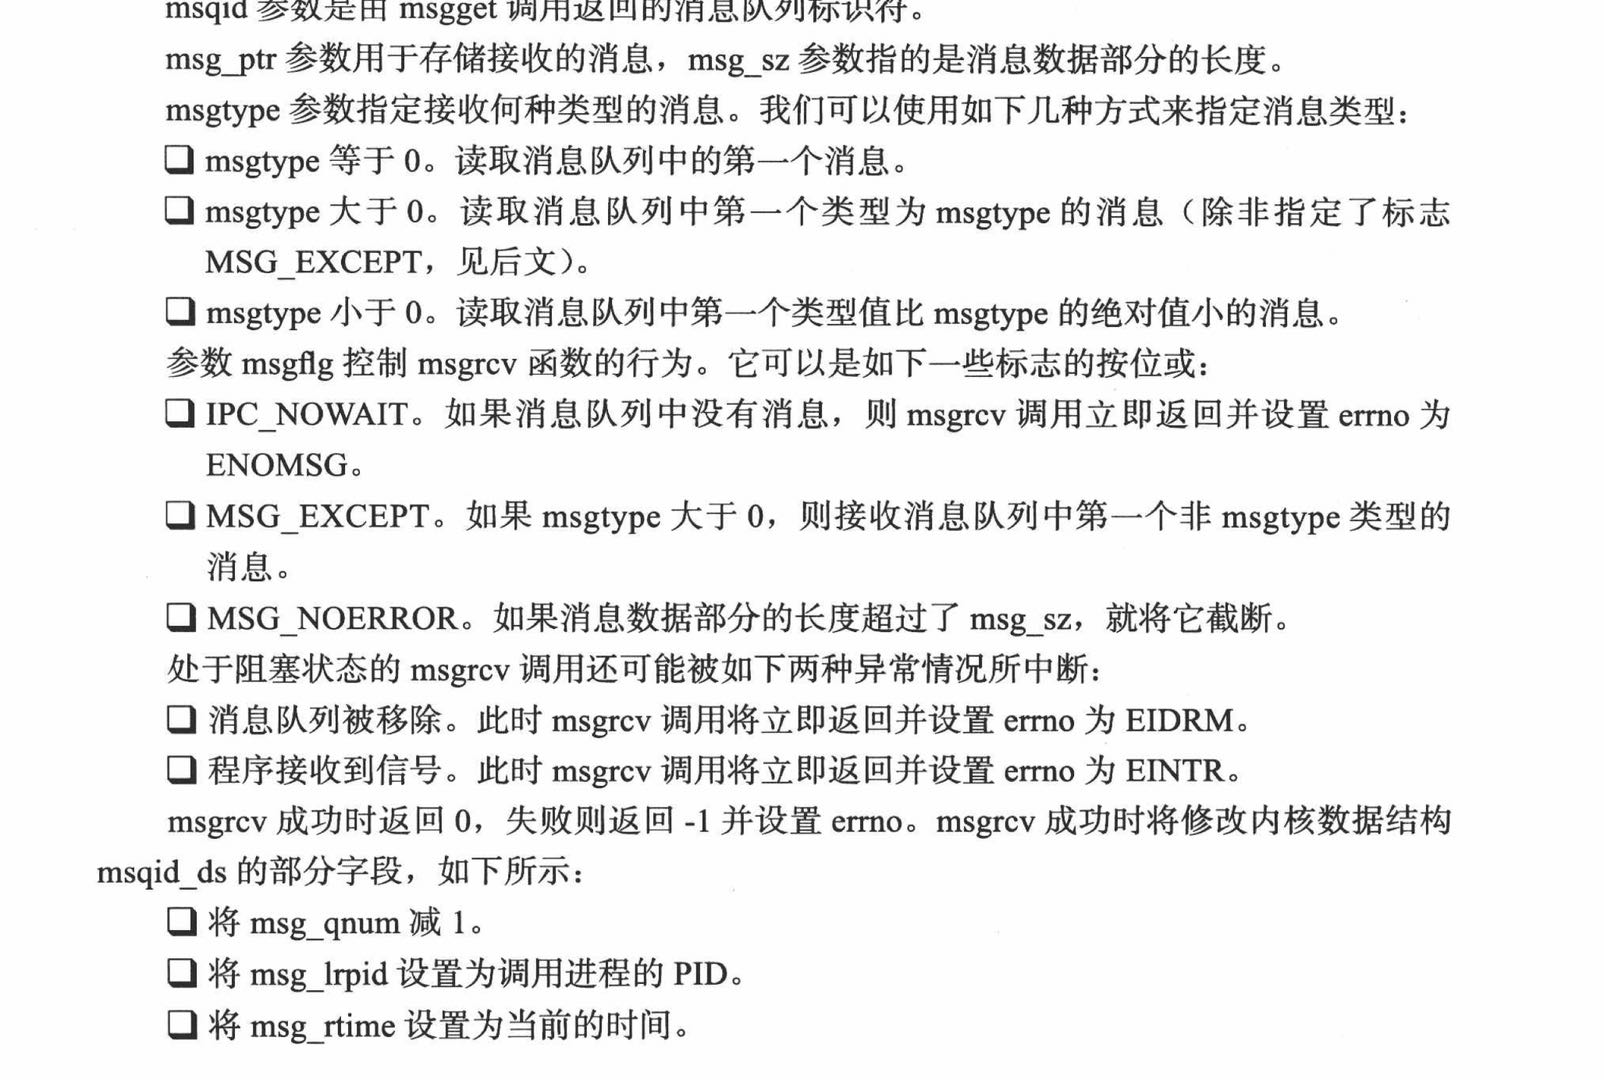 msqid 参数是由 msgget 调用返回的消息队列标识符。
msg_ptr 参数用于存储接收的消息，msg_sz 参数指的是消息数据部分的长度。
msgtype 参数指定接收何种类型的消息。我们可以使用如下几种方式来指定消息类型：
❑ msgtype 等于 0。读取消息队列中的第一个消息。
❑ msgtype 大于 0。读取消息队列中第一个类型为 msgtype 的消息（除非指定了标志
MSG_EXCEPT，见后文）。
❑ msgtype 小于 0。读取消息队列中第一个类型值比 msgtype 的绝对值小的消息。
参数 msgflg 控制 msgrcv 函数的行为。它可以是如下一些标志的按位或：
❑ IPC_NOWAIT。如果消息队列中没有消息，则 msgrcv 调用立即返回并设置 errno 为
ENOMSG。
❑ MSG_EXCEPT。如果 msgtype 大于 0，则接收消息队列中第一个非 msgtype 类型的
消息。
❑ MSG_NOERROR。如果消息数据部分的长度超过了 msg_sz，就将它截断。
处于阻塞状态的 msgrcv 调用还可能被如下两种异常情况所中断：
❑ 消息队列被移除。此时 msgrcv 调用将立即返回并设置 errno 为 EIDRM。
❑ 程序接收到信号。此时 msgrcv 调用将立即返回并设置 errno 为 EINTR。
msgrcv 成功时返回 0，失败则返回 -1 并设置 errno。msgrcv 成功时将修改内核数据结构
msqid_ds 的部分字段，如下所示：
❑ 将 msg_qnum 减 1。
❑ 将 msg_lrpid 设置为调用进程的 PID。
❑ 将 msg_rtime 设置为当前的时间。